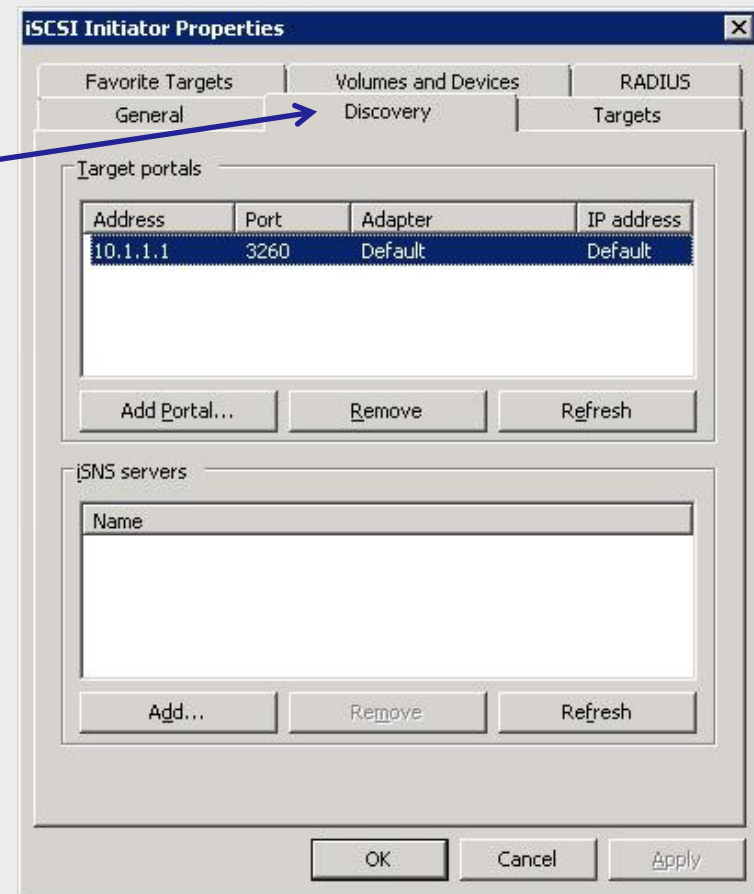 iSCSI Initiator Properties
Favorite Targets Volumes and Devices RADIUS
General Discovery Targets
Target portals
Address Port Adapter IP address
10.1.1.1 3260 Default Default
Add Portal... Remove Refresh
iSNS servers
Name
Add... Remove Refresh
OK Cancel Apply